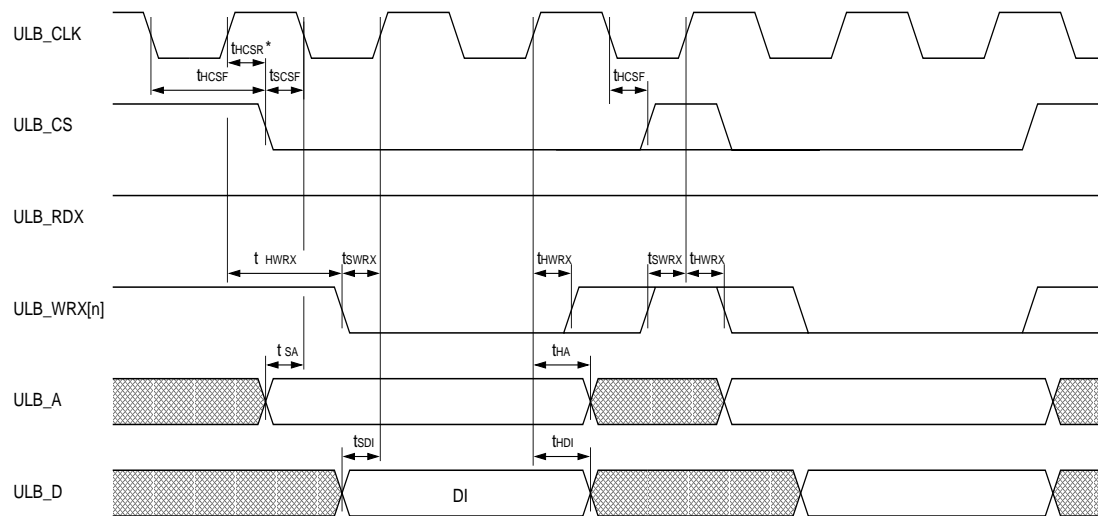 ULB_CLK
tHCSR*
tHCSF
tSCSF
tHCSF
ULB_CS
ULB_RDX
t HWRX
tSWRX
tHWRX
tSWRX
tHWRX
ULB_WRX[n]
t SA
tHA
ULB_A
tSDI
tHDI
ULB_D
DI